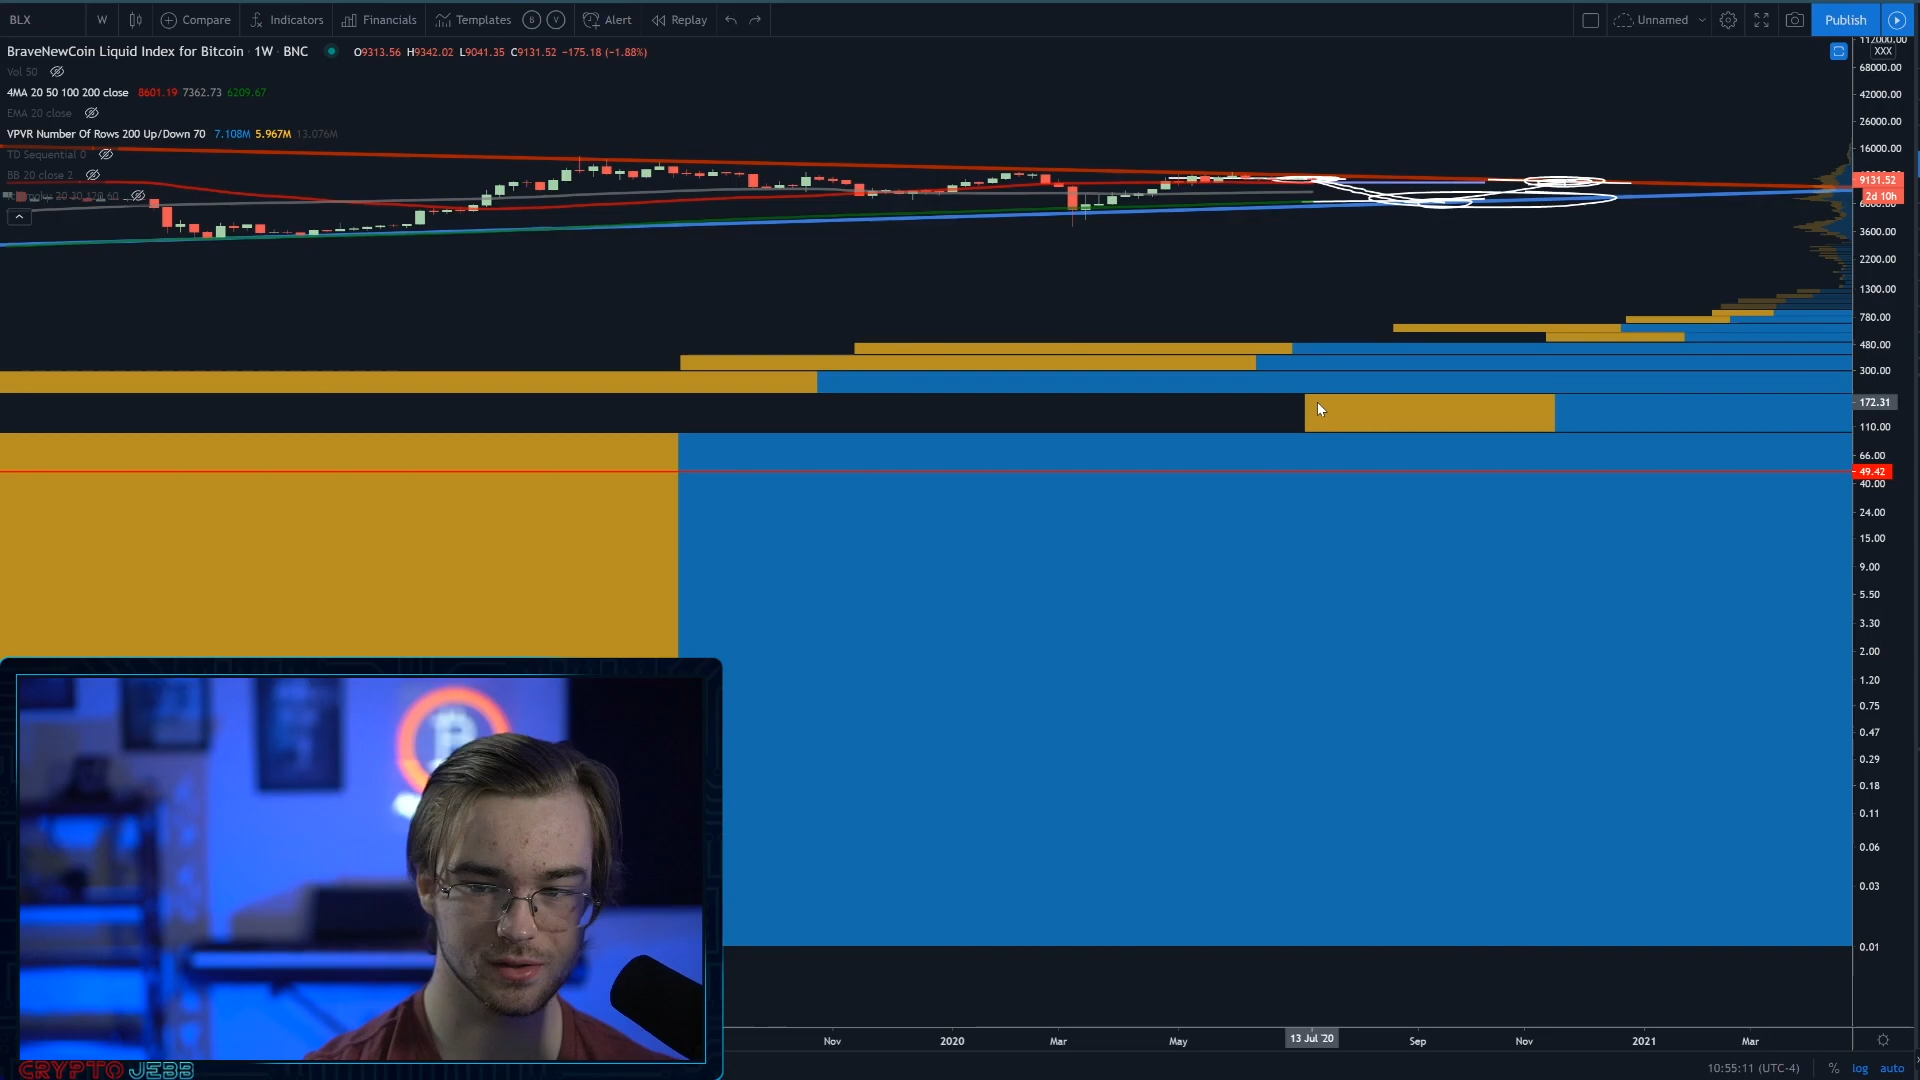 BLX W Compare Indicators Financials Templates B V Alert Replay Unnamed Publish
BraveNewCoin Liquid Index for Bitcoin · 1W · BNC O9313.56 H9342.02 L9041.35 C9131.52 −175.18 (−1.88%)
Vol 50
4MA 20 50 100 200 close 8601.19 7362.73 6209.67
EMA 20 close
VPVR Number Of Rows 200 Up/Down 70 7.108M 5.967M 13.076M
TD Sequential 0
BB 20 close 2
XXX
112000.00
68000.00
42000.00
26000.00
16000.00
9131.52
2d 10h
3600.00
2200.00
1300.00
780.00
480.00
300.00
172.31
110.00
66.00
49.42
40.00
24.00
15.00
9.00
5.50
3.30
2.00
1.20
0.75
0.47
0.29
0.18
0.11
0.06
0.03
0.01
Nov 2020 Mar May 13 Jul '20 Sep Nov 2021 Mar
10:55:11 (UTC-4) % log auto
CRYPTO JEBB